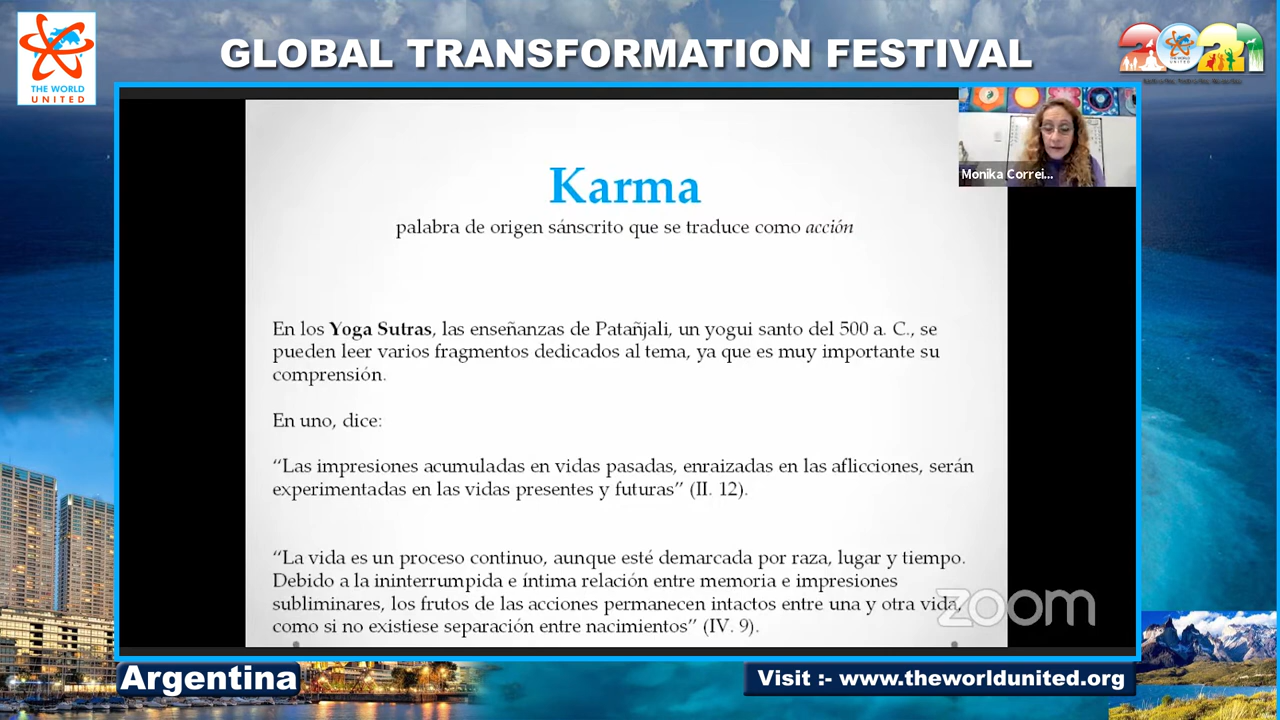 GLOBAL TRANSFORMATION FESTIVAL
THE WORLD
UNITED
2021
THE WORLD
UNITED
Monika Correi...
Karma
palabra de origen sánscrito que se traduce como acción
En los Yoga Sutras, las enseñanzas de Patañjali, un yogui santo del 500 a. C., se
pueden leer varios fragmentos dedicados al tema, ya que es muy importante su
comprensión.
En uno, dice:
“Las impresiones acumuladas en vidas pasadas, enraizadas en las aflicciones, serán
experimentadas en las vidas presentes y futuras” (II. 12).
“La vida es un proceso continuo, aunque esté demarcada por raza, lugar y tiempo.
Debido a la ininterrumpida e íntima relación entre memoria e impresiones
subliminares, los frutos de las acciones permanecen intactos entre una y otra vida,
como si no existiese separación entre nacimientos” (IV. 9).
zoom
Argentina
Visit :- www.theworldunited.org